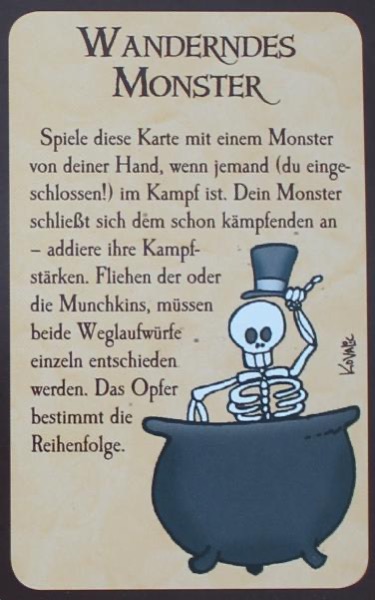 Wanderndes
Monster
Spiele diese Karte mit einem Monster
von deiner Hand, wenn jemand (du einge-
schlossen!) im Kampf ist. Dein Monster
schließt sich dem schon kämpfenden an
– addiere ihre Kampf-
stärken. Fliehen der oder
die Munchkins, müssen
beide Weglaufwürfe
einzeln entschieden
werden. Das Opfer
bestimmt die
Reihenfolge.
Kovalic